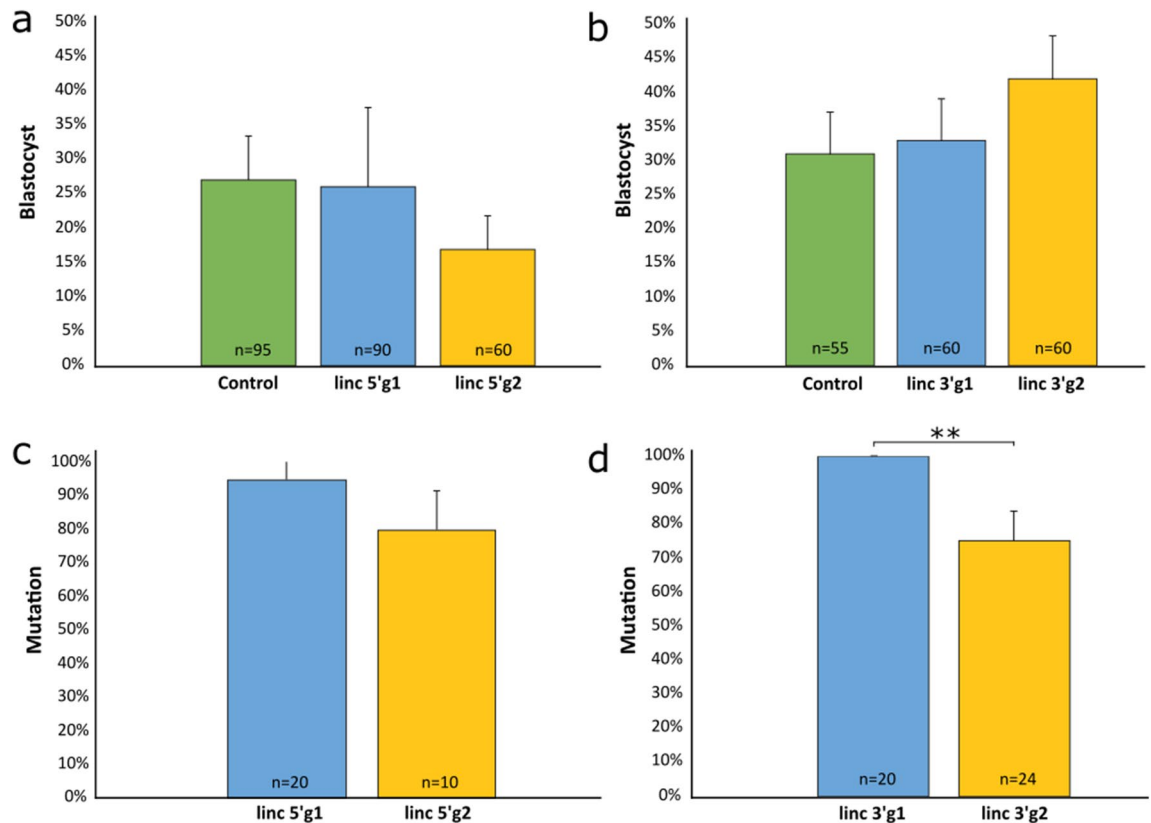 a
50%
45%
40%
35%
30%
25%
20%
15%
10%
5%
0%
Blastocyst
n=95
n=90
n=60
Control
linc 5'g1
linc 5'g2
b
50%
45%
40%
35%
30%
25%
20%
15%
10%
5%
0%
Blastocyst
n=55
n=60
n=60
Control
linc 3'g1
linc 3'g2
c
100%
90%
80%
70%
60%
50%
40%
30%
20%
10%
0%
Mutation
n=20
n=10
linc 5'g1
linc 5'g2
d
**
100%
90%
80%
70%
60%
50%
40%
30%
20%
10%
0%
Mutation
n=20
n=24
linc 3'g1
linc 3'g2